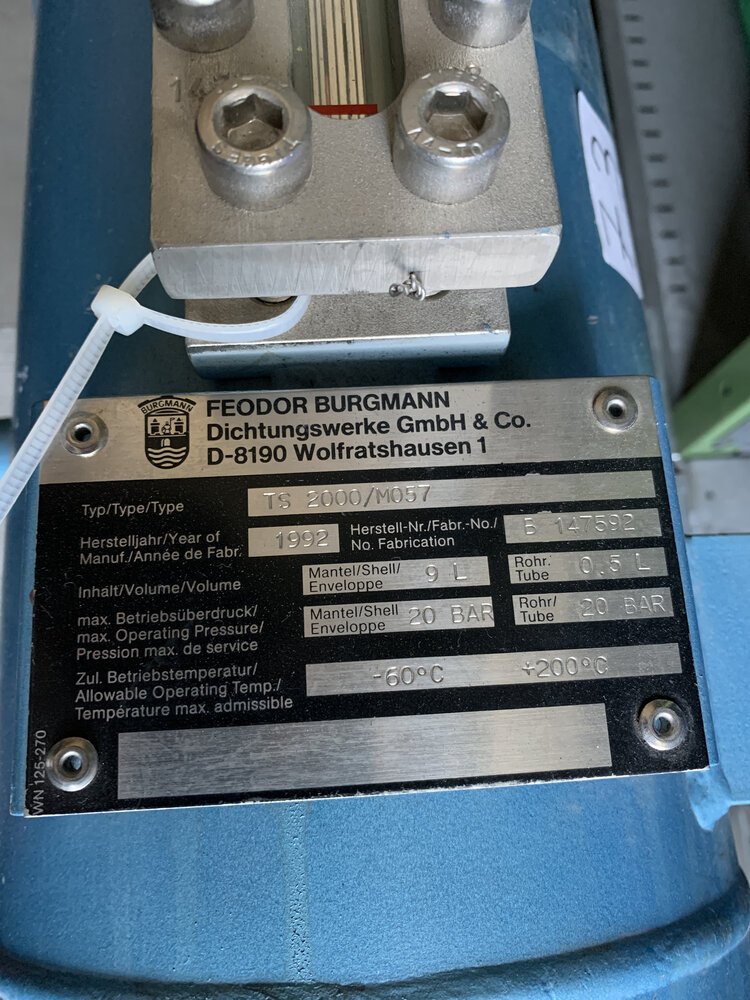 A4-70
BURGMANN
FEODOR BURGMANN
Dichtungswerke GmbH & Co.
D-8190 Wolfratshausen 1
Typ/Type/Type TS 2000/M057
Herstelljahr/Year of
Manuf./Année de Fabr. 1992 Herstell-Nr./Fabr.-No./
No. Fabrication 147592
Inhalt/Volume/Volume Mantel/Shell/
Enveloppe 9 L Rohr.
Tube 0,5 L
max. Betriebsüberdruck/
max. Operating Pressure/
Pression max. de service Mantel/Shell
Enveloppe 20 BAR Rohr/
Tube 20 BAR
Zul. Betriebstemperatur/
Allowable Operating Temp./
Température max. admissible -60°C +200°C
WN 125-270